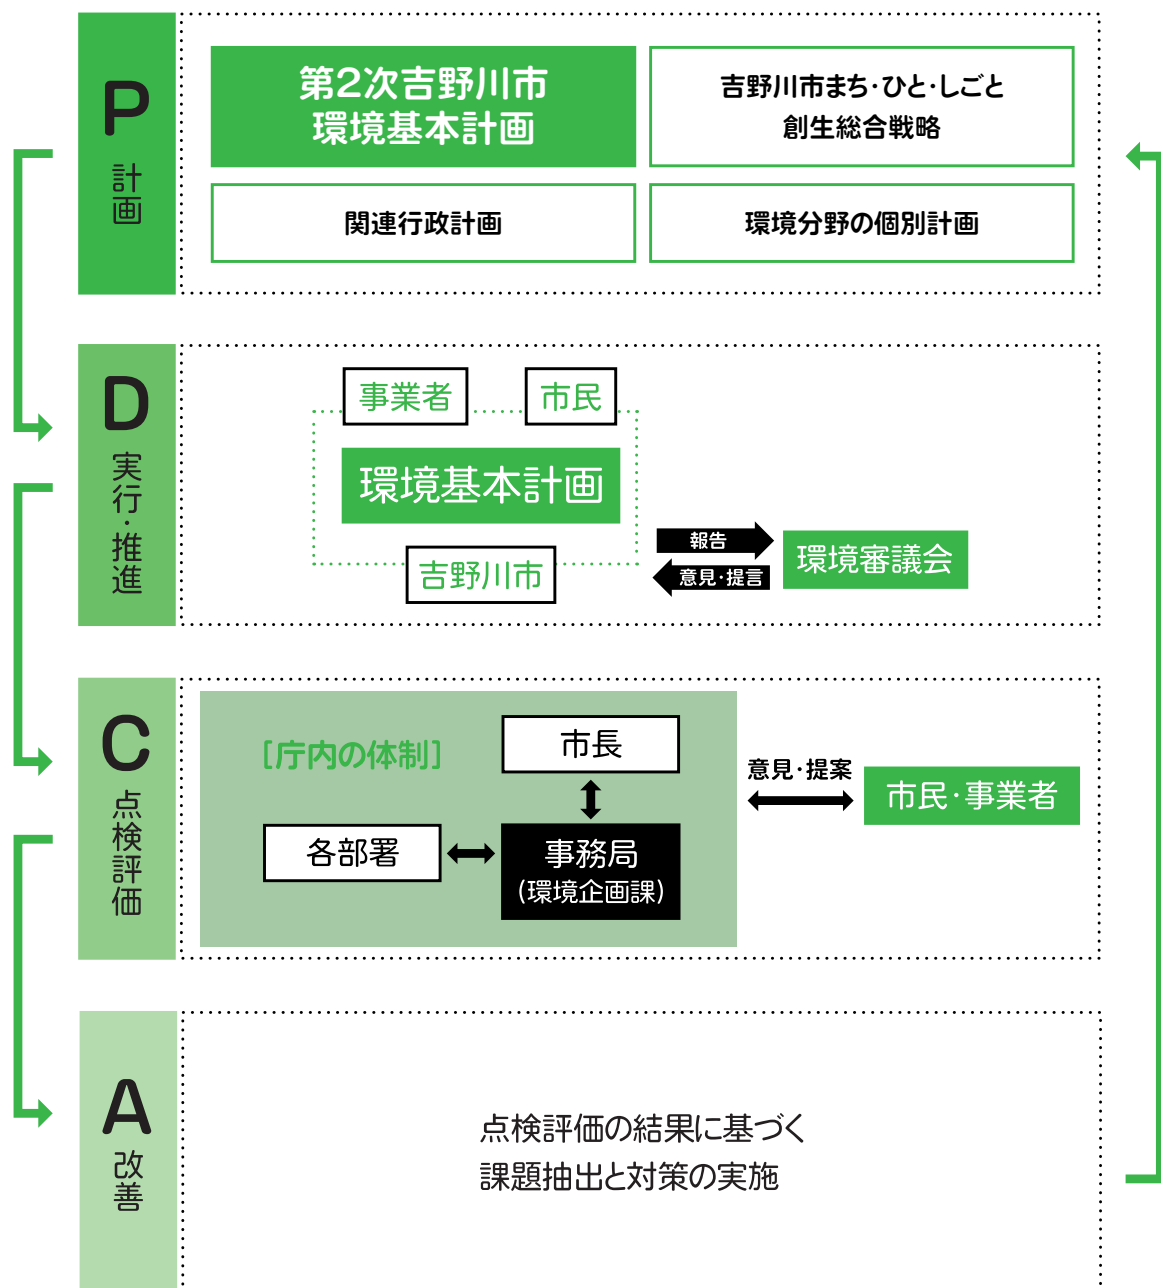 P
計画
第2次吉野川市
環境基本計画
吉野川市まち・ひと・しごと
創生総合戦略
関連行政計画
環境分野の個別計画
D
実行・推進
事業者
市民
環境基本計画
吉野川市
報告
意見・提言
環境審議会
C
点検評価
[庁内の体制]
市長
各部署
事務局
(環境企画課)
意見・提案
市民・事業者
A
改善
点検評価の結果に基づく
課題抽出と対策の実施